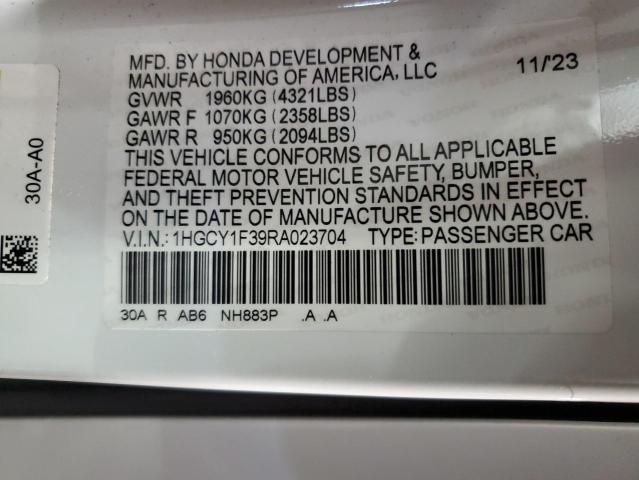 MFD. BY HONDA DEVELOPMENT &
MANUFACTURING OF AMERICA, LLC 11/'23
GVWR 1960KG (4321LBS)
GAWR F 1070KG (2358LBS)
GAWR R 950KG (2094LBS)
THIS VEHICLE CONFORMS TO ALL APPLICABLE
FEDERAL MOTOR VEHICLE SAFETY, BUMPER,
AND THEFT PREVENTION STANDARDS IN EFFECT
ON THE DATE OF MANUFACTURE SHOWN ABOVE.
V.I.N.: 1HGCY1F39RA023704 TYPE: PASSENGER CAR
30A R AB6 NH883P .A .A
30A-A0